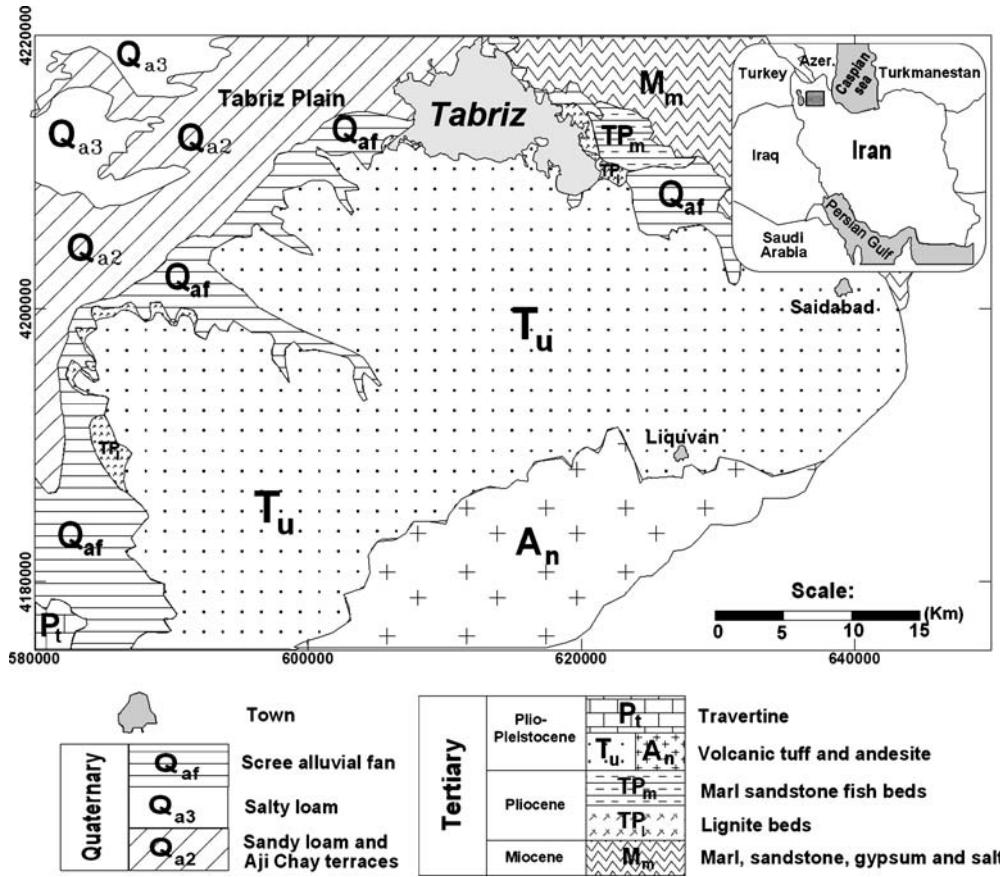 4220000
4200000
4180000
580000
600000
620000
640000
Qa3
Tabriz Plain
Qa3
Qa2
Qaf
Tabriz
Mm
TPm
TPl
Qaf
Qa2
Qaf
Tu
Saidabad
TPl
Liquvan
Tu
An
Qaf
Pt
Turkey
Azer.
Caspian
sea
Turkmanestan
Iraq
Iran
Persian Gulf
Saudi
Arabia
Scale:
0 5 10 15 (Km)
Town
Quaternary
Qaf Scree alluvial fan
Qa3 Salty loam
Qa2 Sandy loam and
Aji Chay terraces
Tertiary
Plio-
Pleistocene
Pt Travertine
Tu An Volcanic tuff and andesite
Pliocene
TPm Marl sandstone fish beds
TPl Lignite beds
Miocene
Mm Marl, sandstone, gypsum and salt